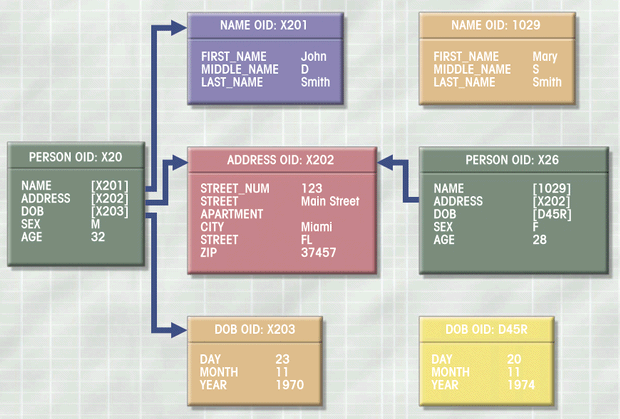 NAME OID: X201
FIRST_NAME John
MIDDLE_NAME D
LAST_NAME Smith
NAME OID: 1029
FIRST_NAME Mary
MIDDLE_NAME S
LAST_NAME Smith
PERSON OID: X20
NAME [X201]
ADDRESS [X202]
DOB [X203]
SEX M
AGE 32
ADDRESS OID: X202
STREET_NUM 123
STREET Main Street
APARTMENT
CITY Miami
STREET FL
ZIP 37457
PERSON OID: X26
NAME [1029]
ADDRESS [X202]
DOB [D45R]
SEX F
AGE 28
DOB OID: X203
DAY 23
MONTH 11
YEAR 1970
DOB OID: D45R
DAY 20
MONTH 11
YEAR 1974